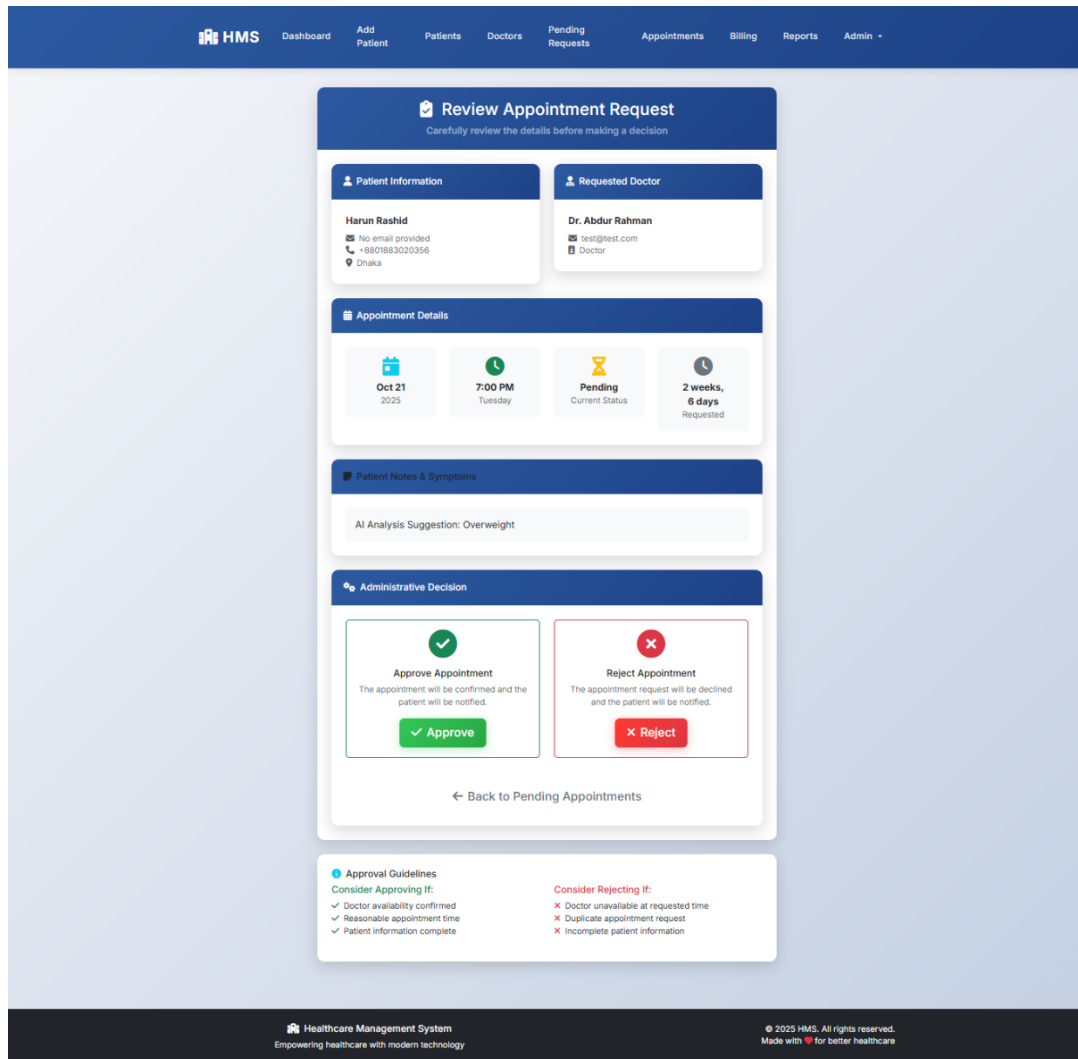 HMS
Dashboard
Add
Patient
Patients
Doctors
Pending
Requests
Appointments
Billing
Reports
Admin
Review Appointment Request
Carefully review the details before making a decision
Patient Information
Harun Rashid
No email provided
+8801883020356
Dhaka
Requested Doctor
Dr. Abdur Rahman
test@test.com
Doctor
Appointment Details
Oct 21
2025
7:00 PM
Tuesday
Pending
Current Status
2 weeks,
6 days
Requested
Patient Notes & Symptoms
AI Analysis Suggestion: Overweight
Administrative Decision
Approve Appointment
The appointment will be confirmed and the
patient will be notified.
Approve
Reject Appointment
The appointment request will be declined
and the patient will be notified.
Reject
Back to Pending Appointments
Approval Guidelines
Consider Approving If:
Doctor availability confirmed
Reasonable appointment time
Patient information complete
Consider Rejecting If:
Doctor unavailable at requested time
Duplicate appointment request
Incomplete patient information
Healthcare Management System
Empowering healthcare with modern technology
© 2025 HMS. All rights reserved.
Made with ❤ for better healthcare